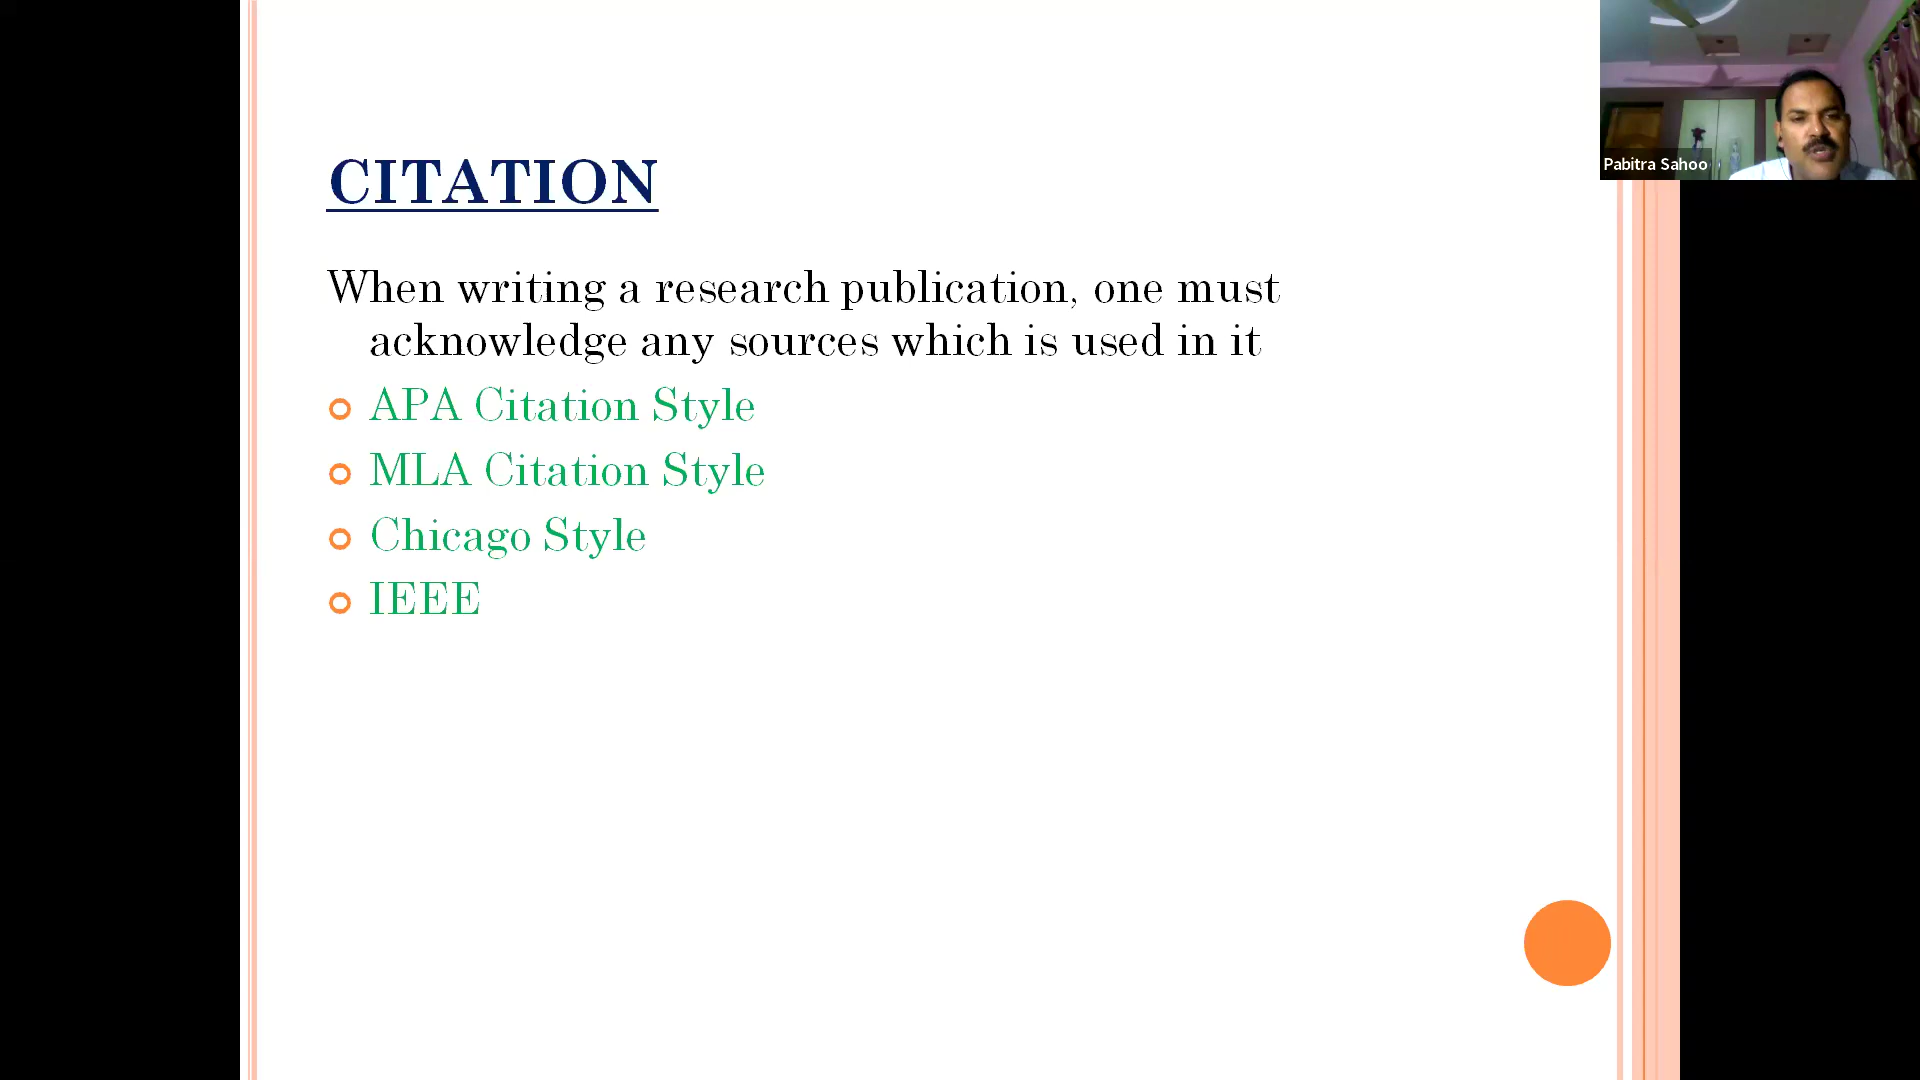 CITATION
When writing a research publication, one must
acknowledge any sources which is used in it
APA Citation Style
MLA Citation Style
Chicago Style
IEEE
Pabitra Sahoo